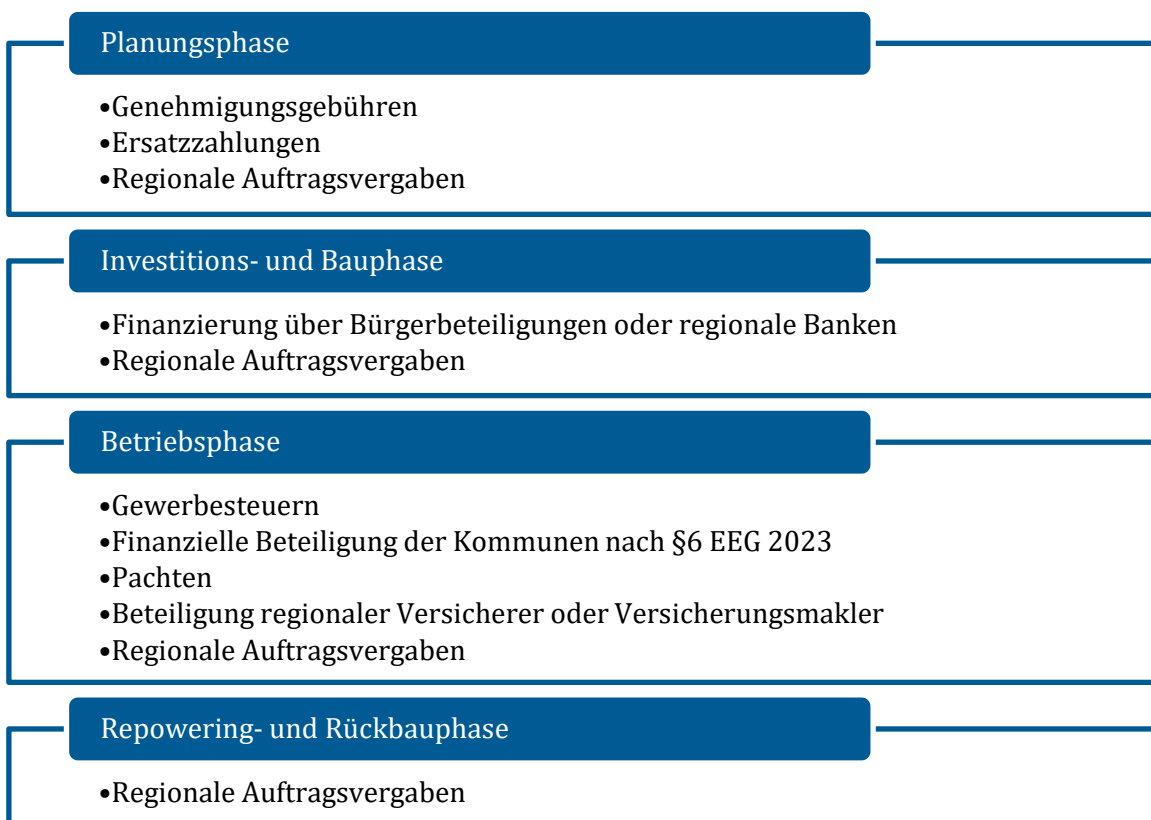 Planungsphase
•Genehmigungsgebühren
•Ersatzzahlungen
•Regionale Auftragsvergaben
Investitions- und Bauphase
•Finanzierung über Bürgerbeteiligungen oder regionale Banken
•Regionale Auftragsvergaben
Betriebsphase
•Gewerbesteuern
•Finanzielle Beteiligung der Kommunen nach §6 EEG 2023
•Pachten
•Beteiligung regionaler Versicherer oder Versicherungsmakler
•Regionale Auftragsvergaben
Repowering- und Rückbauphase
•Regionale Auftragsvergaben